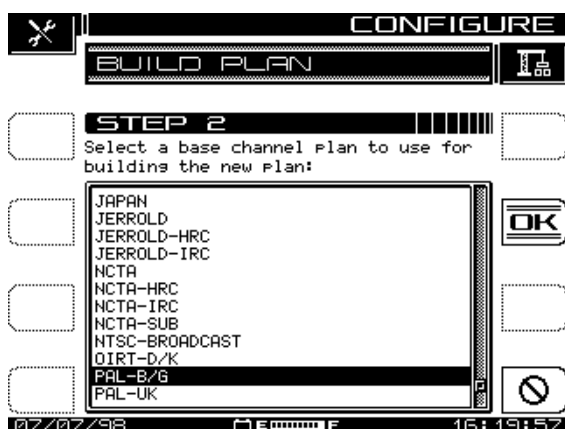 CONFIGURE
BUILD PLAN
STEP 2
Select a base channel plan to use for
building the new plan:
JAPAN
JERROLD
JERROLD-HRC
JERROLD-IRC
NCTA
NCTA-HRC
NCTA-IRC
NCTA-SUB
NTSC-BROADCAST
OIRT-D/K
PAL-B/G
PAL-UK
OK
07/07/98 E F 16:19:57